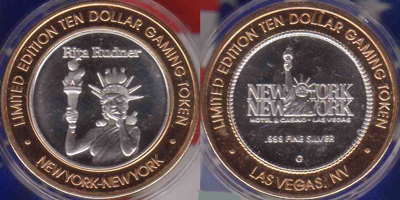 LIMITED EDITION TEN DOLLAR GAMING TOKEN
Rita Rudner
NEW YORK-NEW YORK
LIMITED EDITION TEN DOLLAR GAMING TOKEN
NEW YORK
NEW YORK
HOTEL & CASINO • LAS VEGAS
.999 FINE SILVER
G
LAS VEGAS, NV